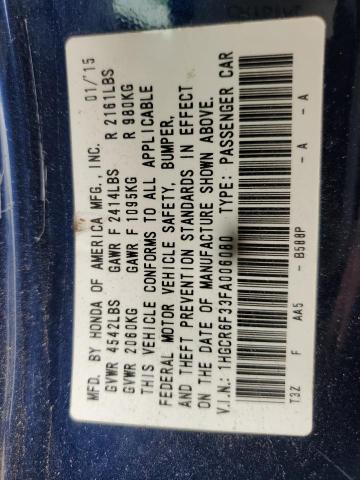 MFD. BY HONDA OF AMERICA MFG., INC. 01/'15
GVWR 4542LBS GAWR F 2414LBS R 2161LBS
GVWR 2060KG GAWR F 1095KG R 980KG
THIS VEHICLE CONFORMS TO ALL APPLICABLE
FEDERAL MOTOR VEHICLE SAFETY, BUMPER,
AND THEFT PREVENTION STANDARDS IN EFFECT
ON THE DATE OF MANUFACTURE SHOWN ABOVE.
V.I.N.: 1HGCR6F33FA006080 TYPE: PASSENGER CAR
T3Z F AA5 - B588P - A - A